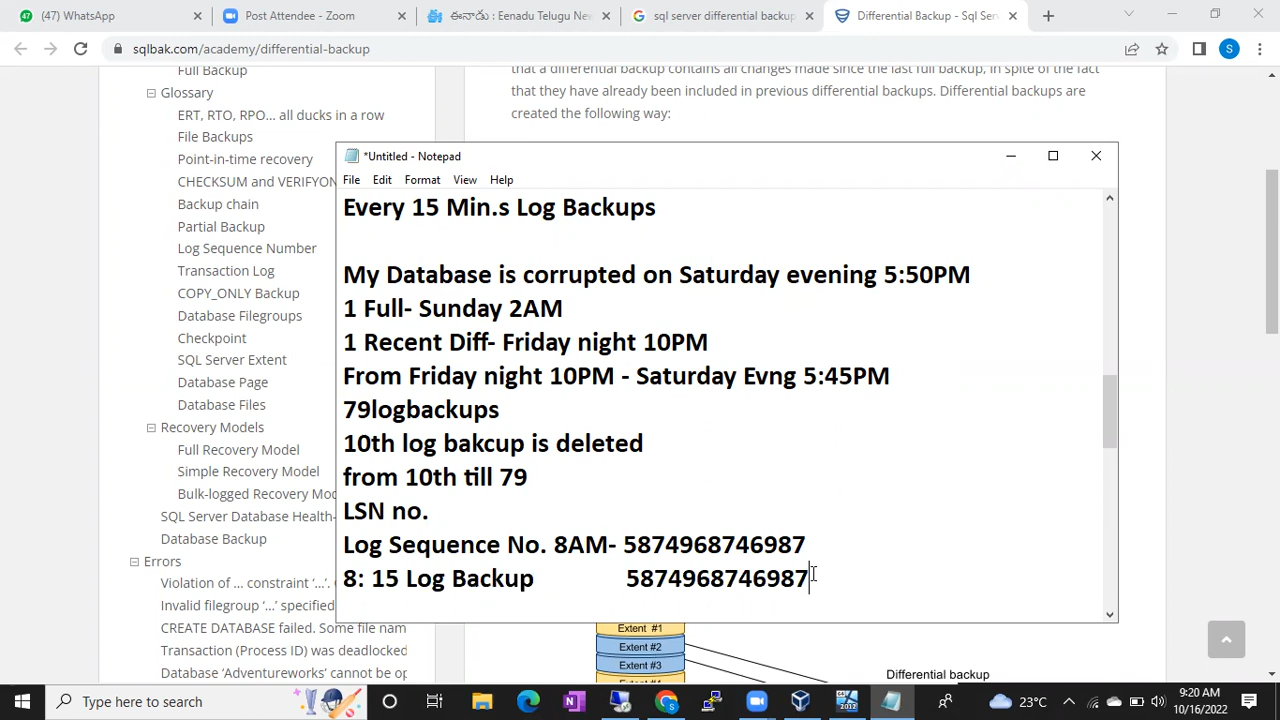 (47) WhatsApp
Post Attendee - Zoom
ఈనాడు : Eenadu Telugu Nev
sql server differential backup
Differential Backup - Sql Serv
sqlbak.com/academy/differential-backup
S
Full Backup
Glossary
ERT, RTO, RPO... all ducks in a row
File Backups
Point-in-time recovery
CHECKSUM and VERIFYON
Backup chain
Partial Backup
Log Sequence Number
Transaction Log
COPY_ONLY Backup
Database Filegroups
Checkpoint
SQL Server Extent
Database Page
Database Files
Recovery Models
Full Recovery Model
Simple Recovery Model
Bulk-logged Recovery Mod
SQL Server Database Health-
Database Backup
Errors
Violation of ... constraint '...'. (
Invalid filegroup '...' specified
CREATE DATABASE failed. Some file nam
Transaction (Process ID) was deadlocked
Database 'Adventureworks' cannot be op
that a differential backup contains all changes made since the last full backup, in spite of the fact
that they have already been included in previous differential backups. Differential backups are
created the following way:
*Untitled - Notepad
File Edit Format View Help
Every 15 Min.s Log Backups
My Database is corrupted on Saturday evening 5:50PM
1 Full- Sunday 2AM
1 Recent Diff- Friday night 10PM
From Friday night 10PM - Saturday Evng 5:45PM
79logbackups
10th log bakcup is deleted
from 10th till 79
LSN no.
Log Sequence No. 8AM- 5874968746987
8: 15 Log Backup 5874968746987
Extent #1
Extent #2
Extent #3
Differential backup
Type here to search
23°C
9:20 AM
10/16/2022